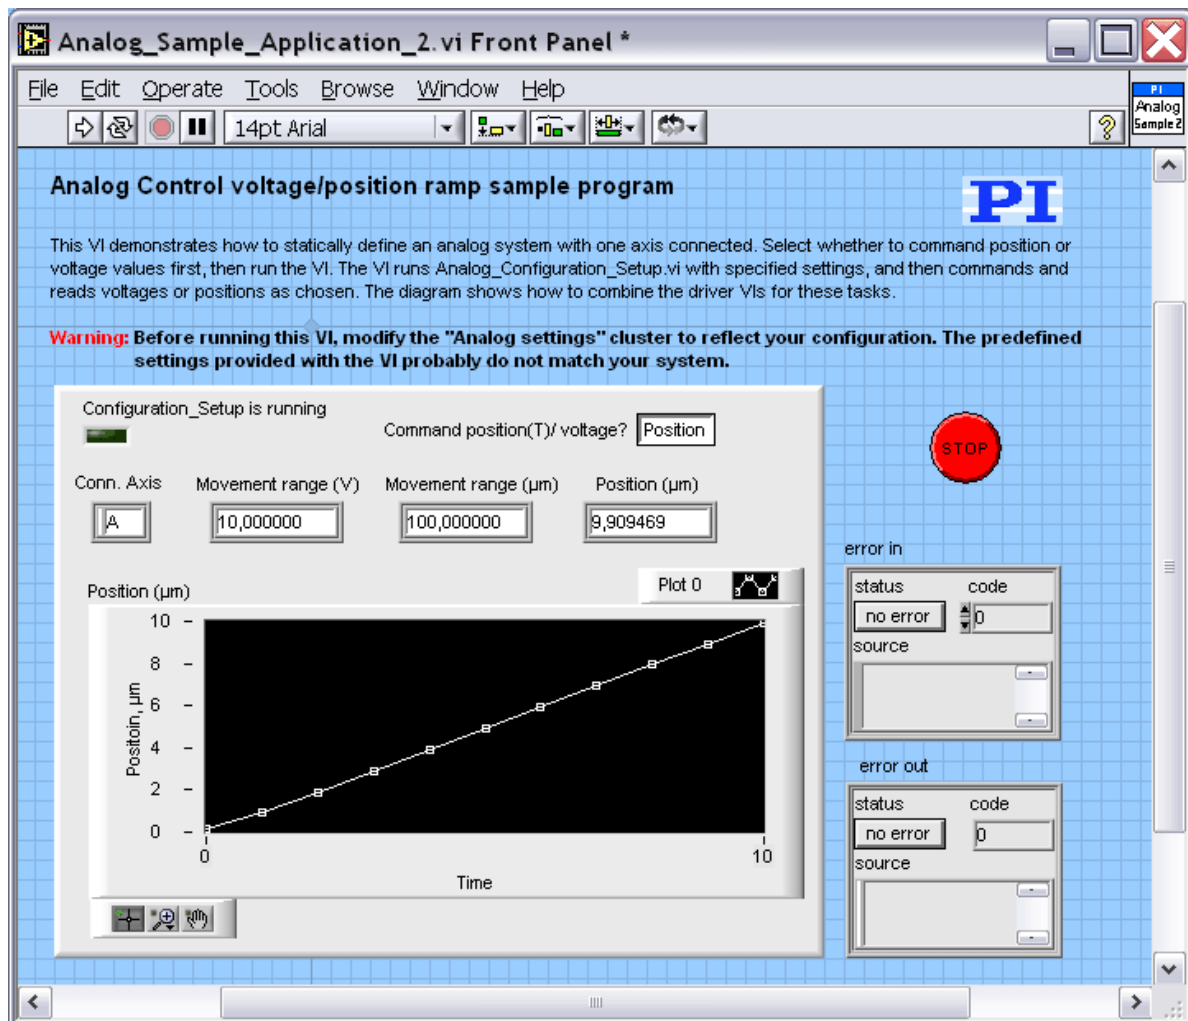 Analog_Sample_Application_2.vi Front Panel *
File Edit Operate Tools Browse Window Help
14pt Arial
PI
Analog
Sample 2
Analog Control voltage/position ramp sample program
PI
This VI demonstrates how to statically define an analog system with one axis connected. Select whether to command position or
voltage values first, then run the VI. The VI runs Analog_Configuration_Setup.vi with specified settings, and then commands and
reads voltages or positions as chosen. The diagram shows how to combine the driver VIs for these tasks.
Warning: Before running this VI, modify the "Analog settings" cluster to reflect your configuration. The predefined
settings provided with the VI probably do not match your system.
Configuration_Setup is running
Command position(T)/ voltage? Position
STOP
Conn. Axis Movement range (V) Movement range (µm) Position (µm)
A 10,000000 100,000000 9,909469
Position (µm)
Plot 0
10
8
6
4
2
0
Positoin, µm
0 10
Time
error in
status code
no error 0
source
error out
status code
no error 0
source